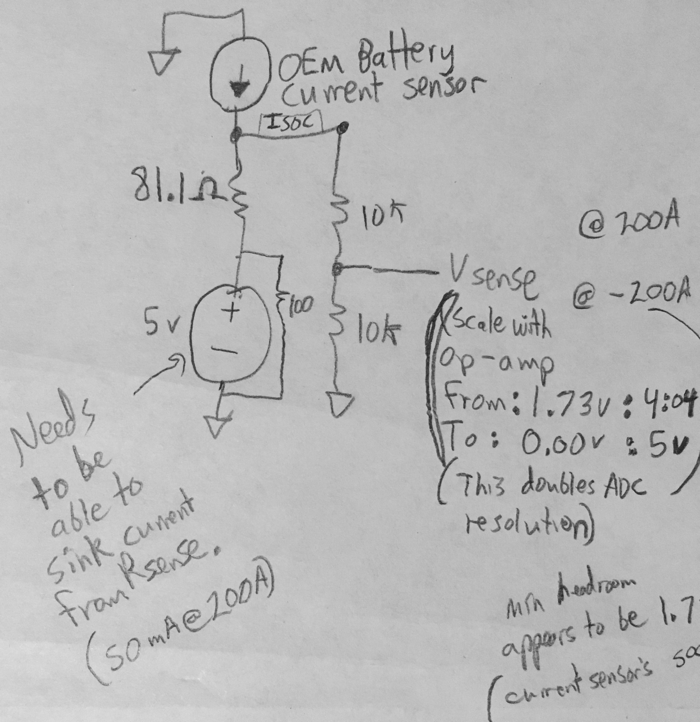 OEM Battery
Current sensor
ISOC
81.1Ω
10k
@ 200A
Vsense
@ -200A
5v
+
-
100
10k
(Scale with
Op-amp
From: 1.73v : 4.04
To: 0.00v : 5v
(This doubles ADC
resolution)
Needs
to be
able to
sink current
from Rsense.
(50mA@200A)
Min headroom
appears to be 1.7
(current sensor's